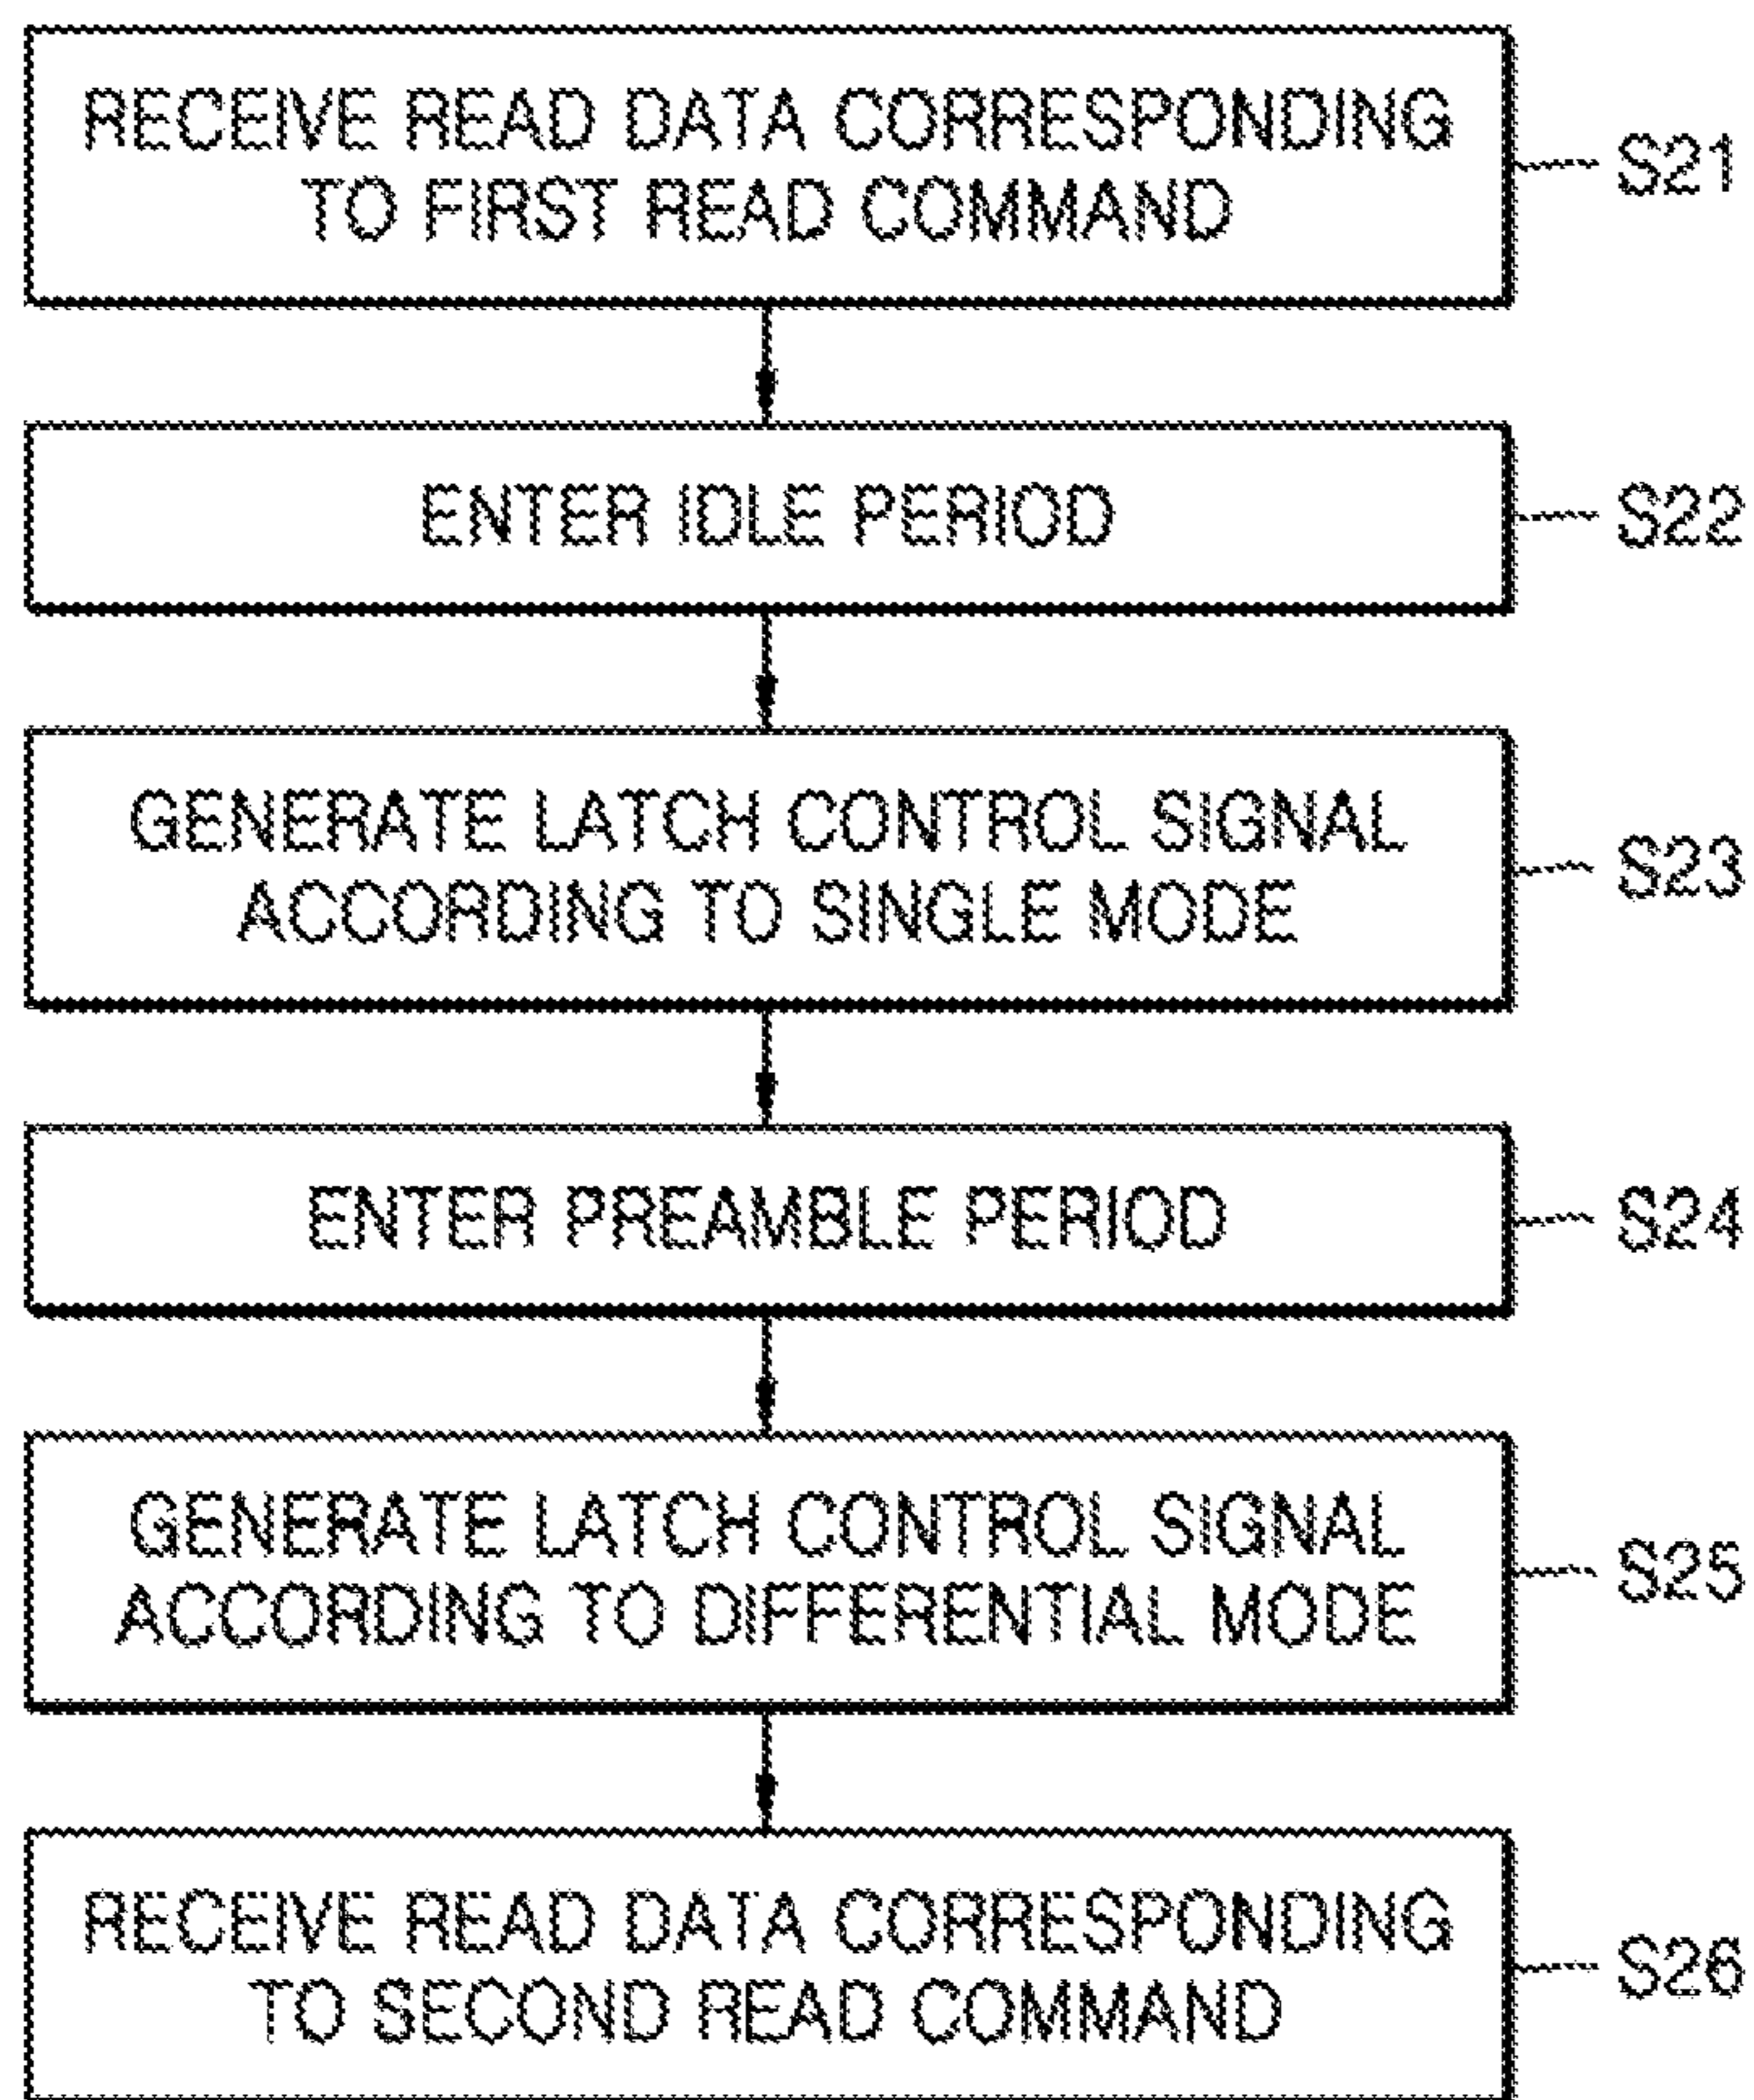 RECEIVE READ DATA CORRESPONDING
TO FIRST READ COMMAND
S21
ENTER IDLE PERIOD
S22
GENERATE LATCH CONTROL SIGNAL
ACCORDING TO SINGLE MODE
S23
ENTER PREAMBLE PERIOD
S24
GENERATE LATCH CONTROL SIGNAL
ACCORDING TO DIFFERENTIAL MODE
S25
RECEIVE READ DATA CORRESPONDING
TO SECOND READ COMMAND
S26